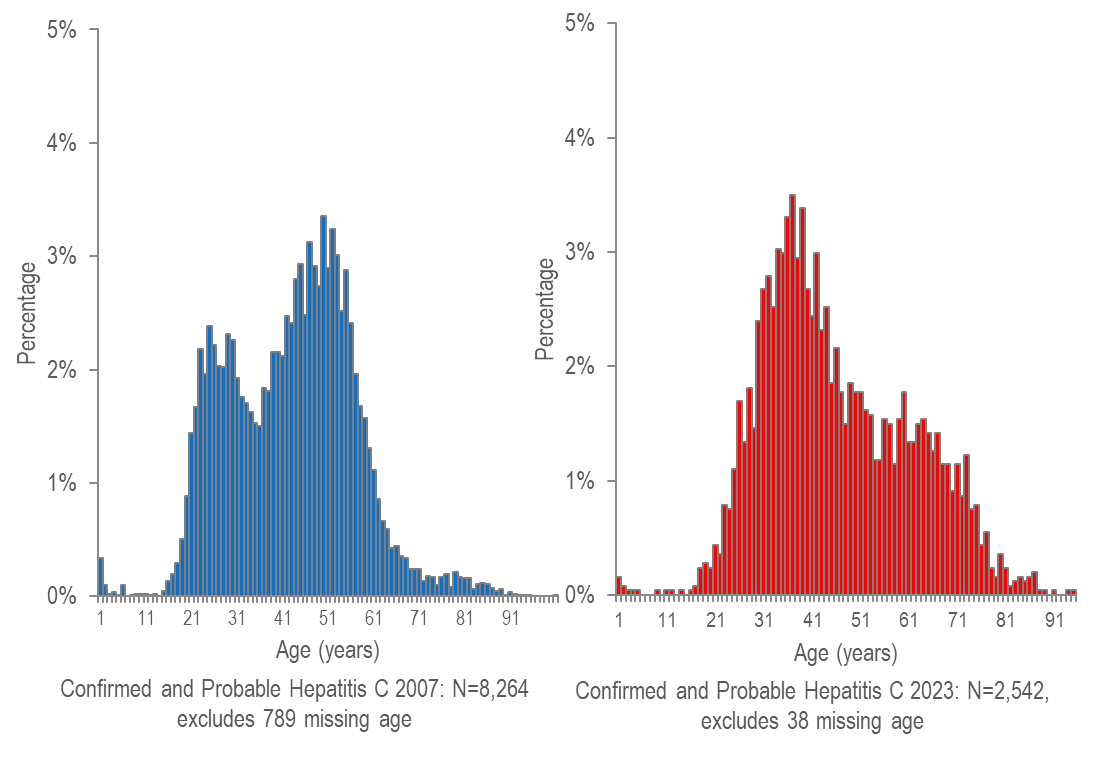 5%
4%
3%
2%
1%
0%
Percentage
1 11 21 31 41 51 61 71 81 91
Age (years)
Confirmed and Probable Hepatitis C 2007: N=8,264
excludes 789 missing age
5%
4%
3%
2%
1%
0%
Percentage
1 11 21 31 41 51 61 71 81 91
Age (years)
Confirmed and Probable Hepatitis C 2023: N=2,542,
excludes 38 missing age